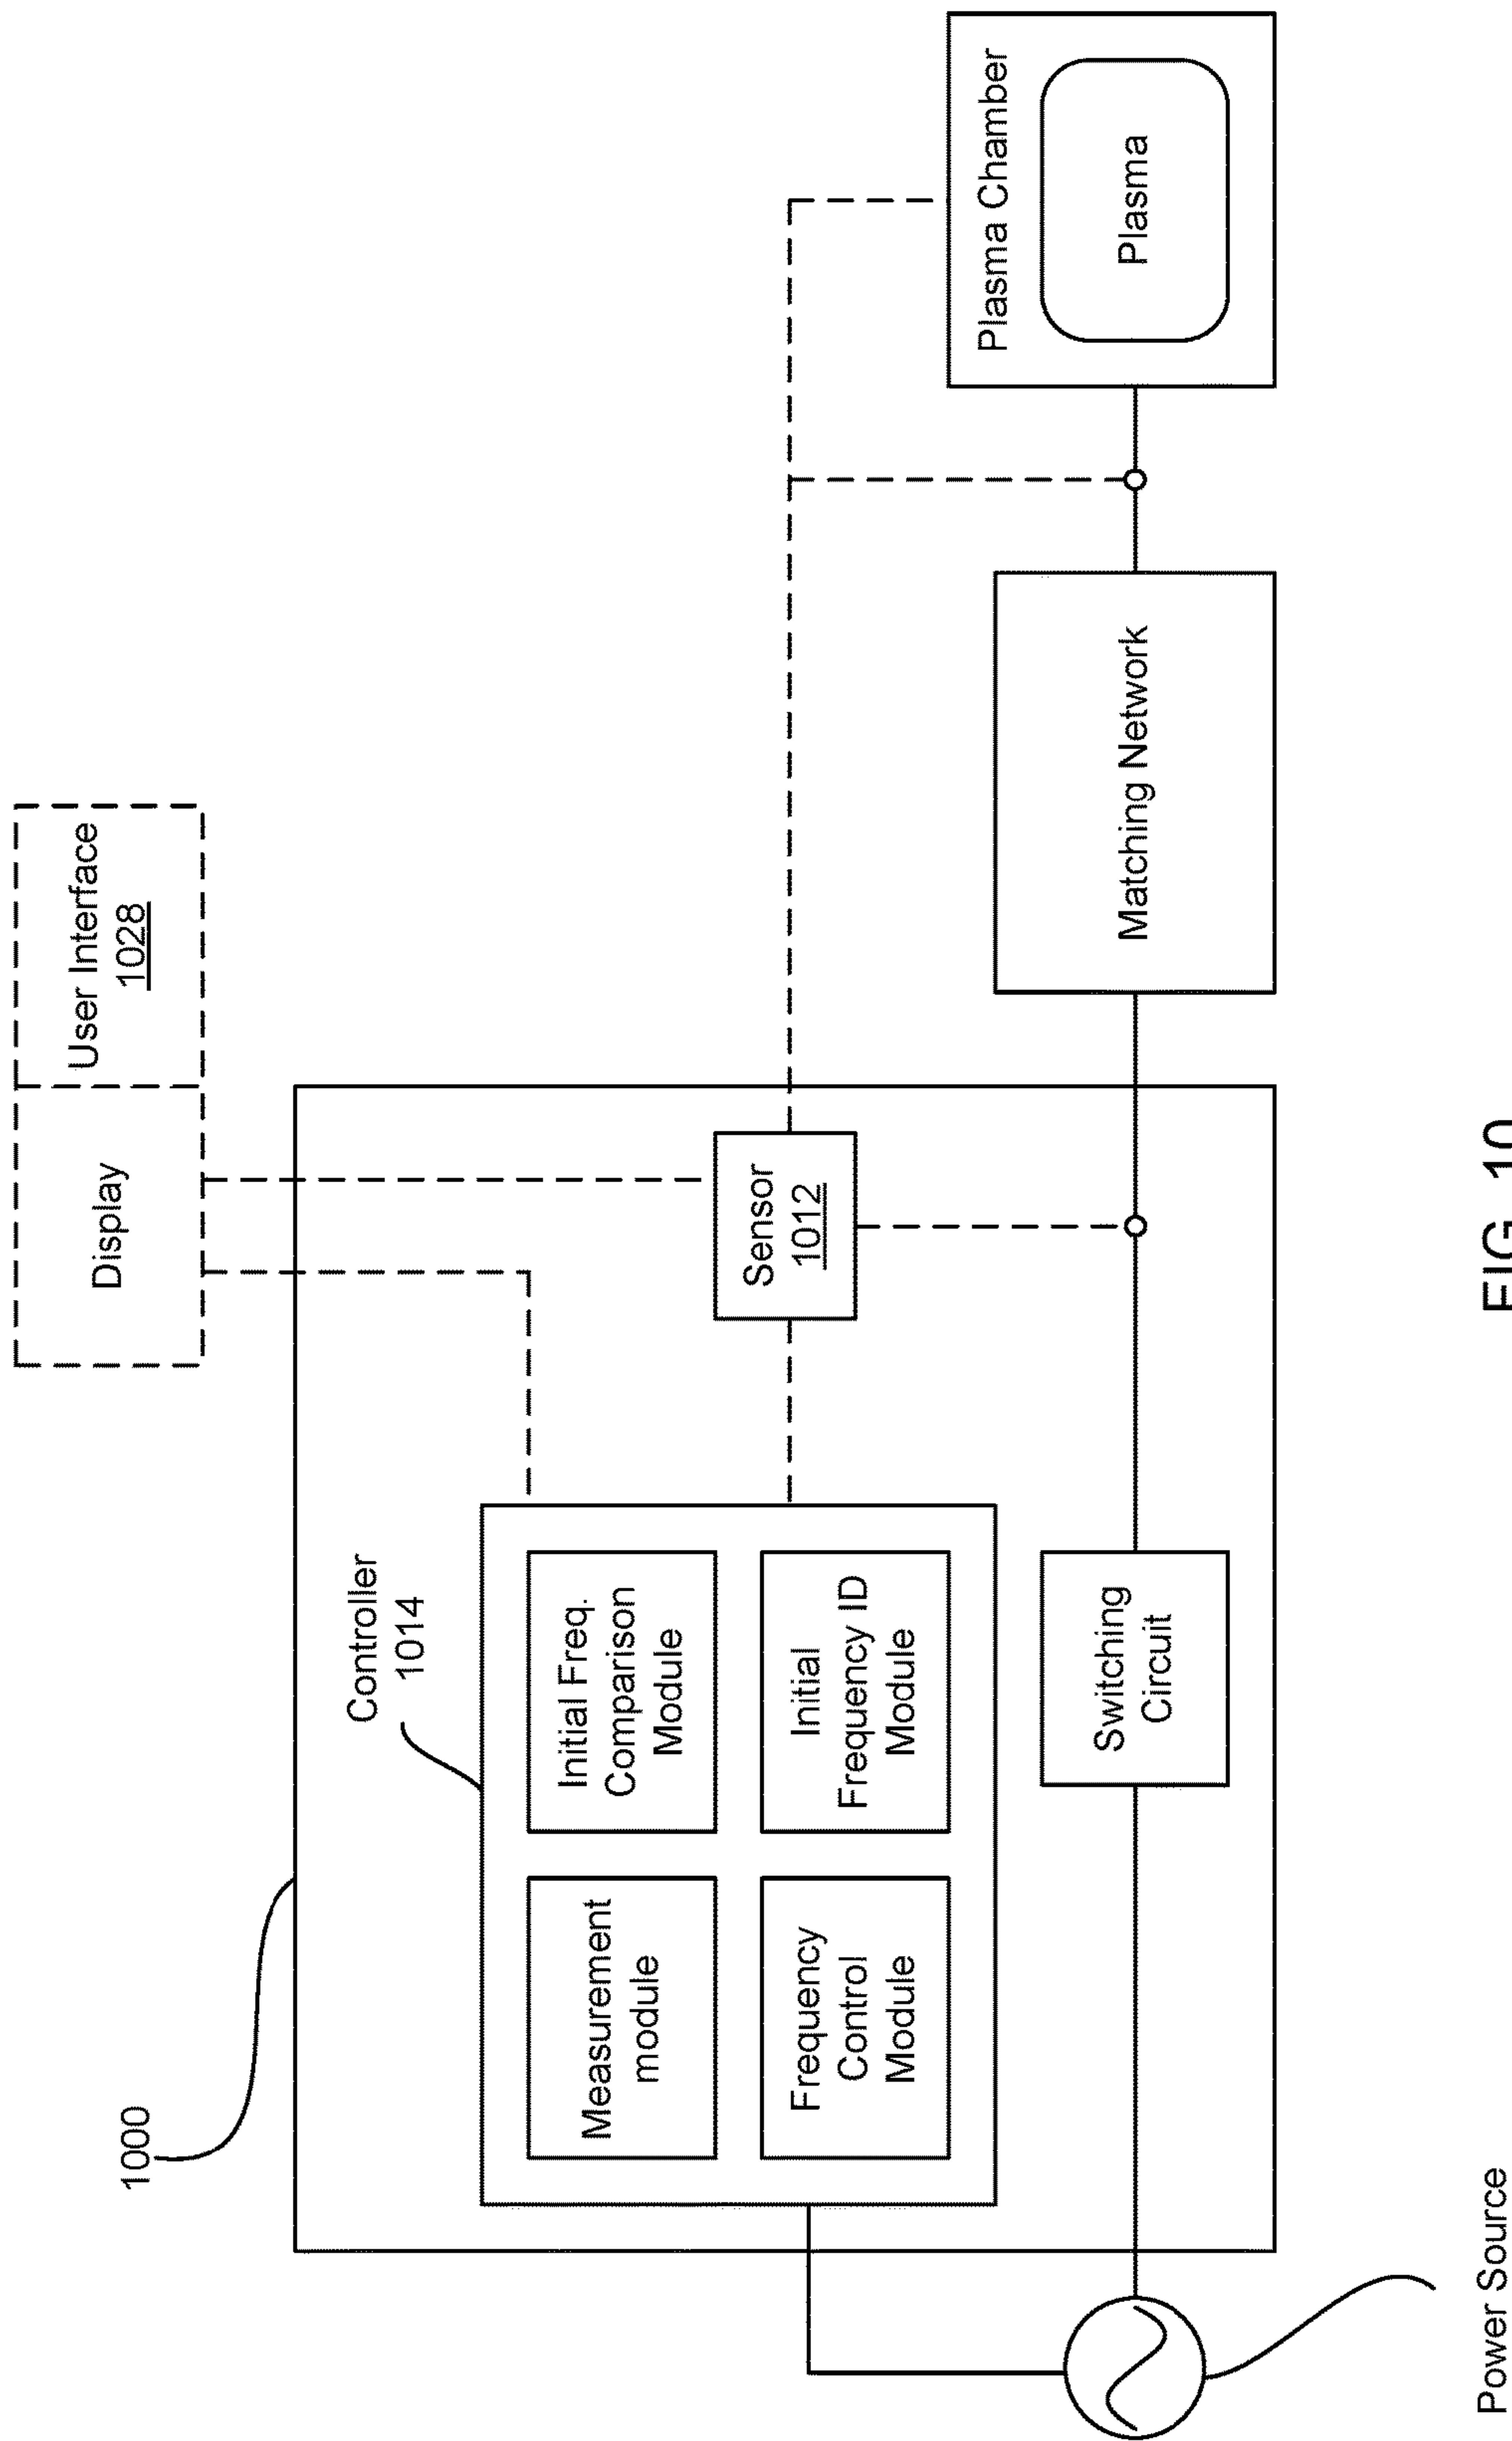 Display
User Interface
1028
1000
Controller
1014
Measurement
module
Initial Freq.
Comparison
Module
Frequency
Control
Module
Initial
Frequency ID
Module
Sensor
1012
Switching
Circuit
Matching Network
Plasma Chamber
Plasma
Power Source
FIG. 10